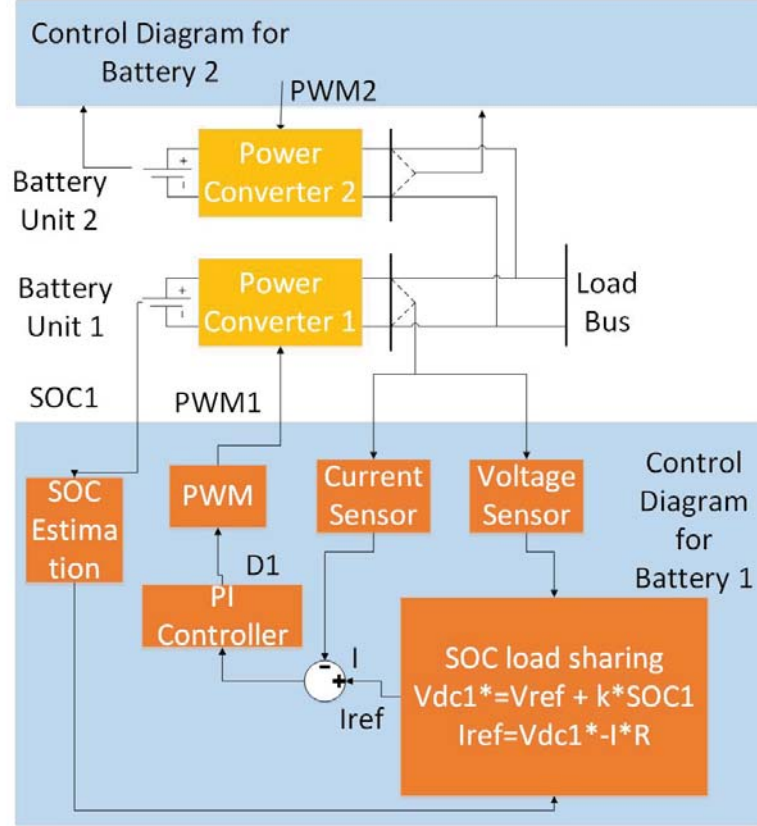 Control Diagram for
Battery 2
PWM2
Power
Converter 2
Battery
Unit 2
+
-
Power
Converter 1
Battery
Unit 1
+
-
Load
Bus
SOC1
PWM1
SOC
Estima
tion
PWM
Current
Sensor
Voltage
Sensor
Control
Diagram
for
Battery 1
D1
PI
Controller
-
+
I
Iref
SOC load sharing
Vdc1*=Vref + k*SOC1
Iref=Vdc1*-I*R